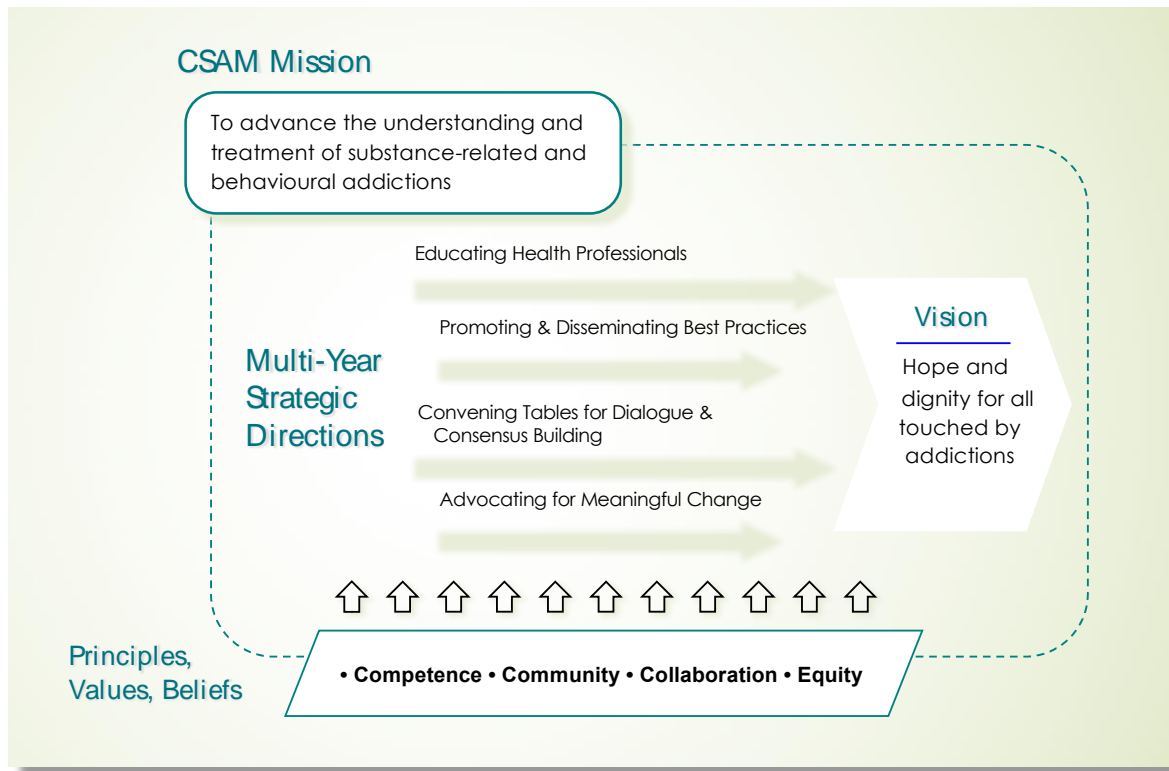 CSAM Mission
To advance the understanding and
treatment of substance-related and
behavioural addictions
Educating Health Professionals
Promoting & Disseminating Best Practices
Multi-Year
Strategic
Directions
Convening Tables for Dialogue &
Consensus Building
Advocating for Meaningful Change
Vision
Hope and
dignity for all
touched by
addictions
Principles,
Values, Beliefs
• Competence • Community • Collaboration • Equity